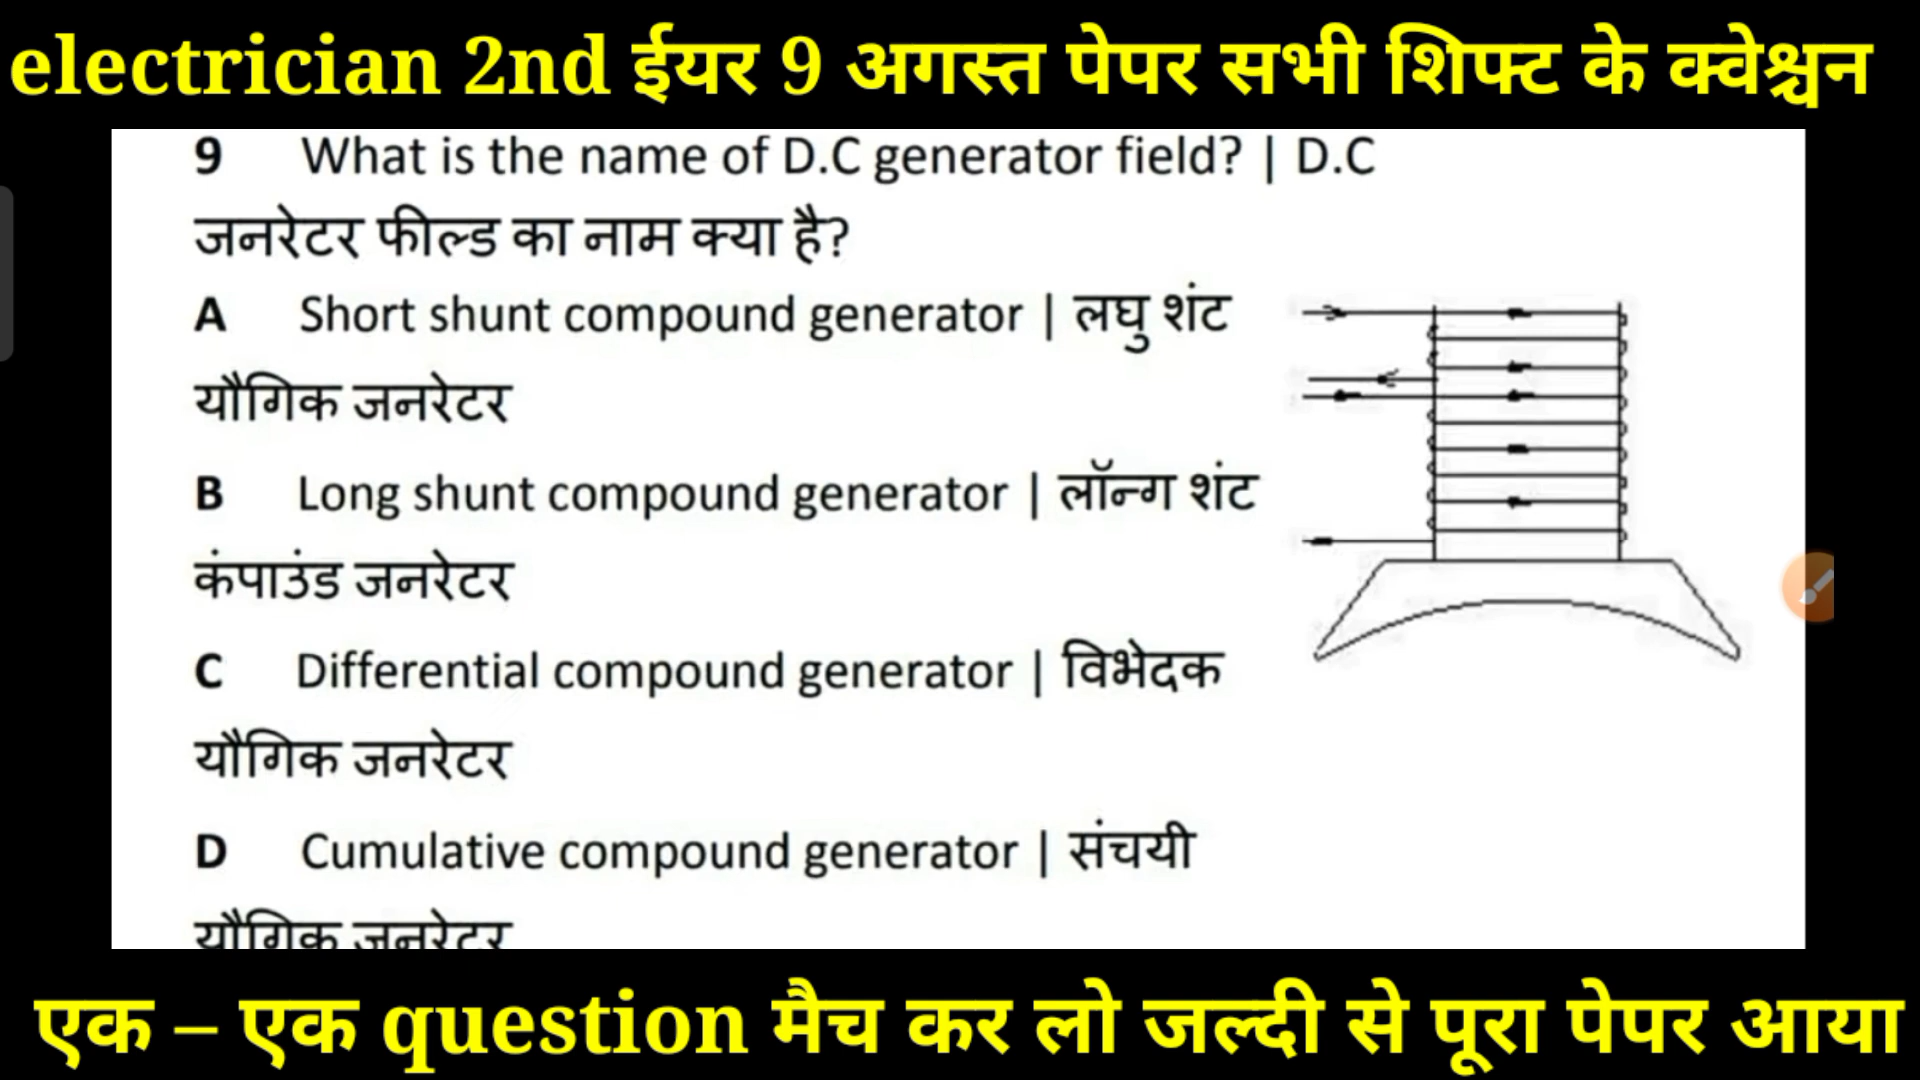 electrician 2nd ईयर 9 अगस्त पेपर सभी शिफ्ट के क्वेश्चन
9 What is the name of D.C generator field? | D.C
जनरेटर फील्ड का नाम क्या है?
A Short shunt compound generator | लघु शंट
यौगिक जनरेटर
B Long shunt compound generator | लॉन्ग शंट
कंपाउंड जनरेटर
C Differential compound generator | विभेदक
यौगिक जनरेटर
D Cumulative compound generator | संचयी
यौगिक जनरेटर
एक – एक question मैच कर लो जल्दी से पूरा पेपर आया